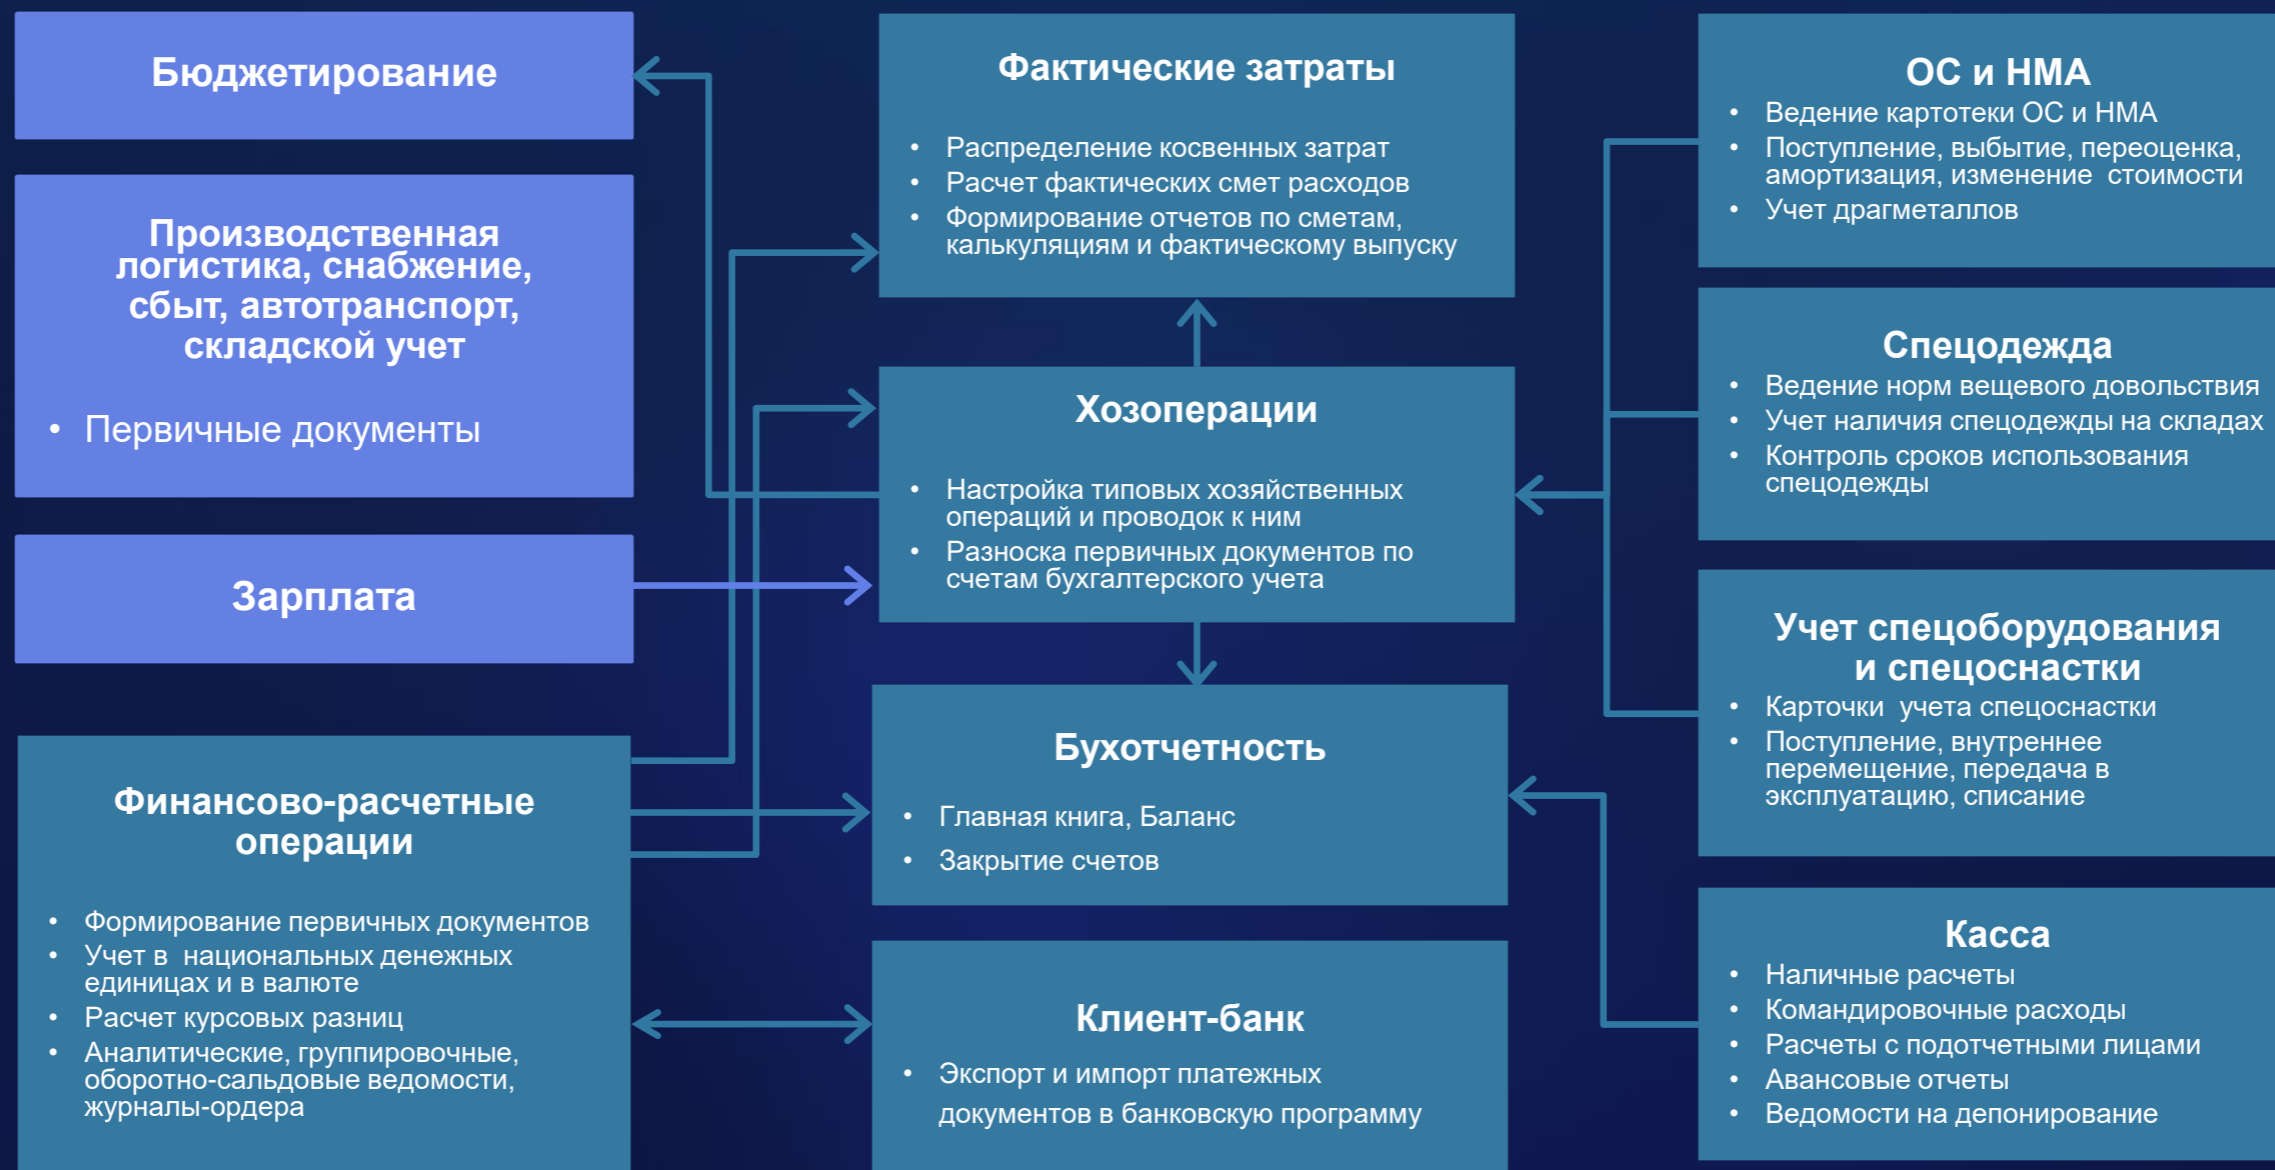 Бюджетирование
Производственная
логистика, снабжение,
сбыт, автотранспорт,
складской учет
• Первичные документы
Зарплата
Финансово-расчетные
операции
• Формирование первичных документов
• Учет в национальных денежных
единицах и в валюте
• Расчет курсовых разниц
• Аналитические, группировочные,
оборотно-сальдовые ведомости,
журналы-ордера
Фактические затраты
• Распределение косвенных затрат
• Расчет фактических смет расходов
• Формирование отчетов по сметам,
калькуляциям и фактическому выпуску
Хозоперации
• Настройка типовых хозяйственных
операций и проводок к ним
• Разноска первичных документов по
счетам бухгалтерского учета
Бухотчетность
• Главная книга, Баланс
• Закрытие счетов
Клиент-банк
• Экспорт и импорт платежных
документов в банковскую программу
ОС и НМА
• Ведение картотеки ОС и НМА
• Поступление, выбытие, переоценка,
амортизация, изменение стоимости
• Учет драгметаллов
Спецодежда
• Ведение норм вещевого довольствия
• Учет наличия спецодежды на складах
• Контроль сроков использования
спецодежды
Учет спецоборудования
и спецоснастки
• Карточки учета спецоснастки
• Поступление, внутреннее
перемещение, передача в
эксплуатацию, списание
Касса
• Наличные расчеты
• Командировочные расходы
• Расчеты с подотчетными лицами
• Авансовые отчеты
• Ведомости на депонирование